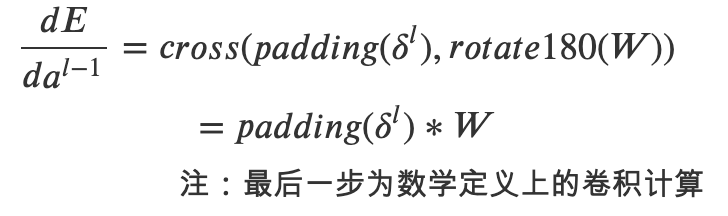 dE/da^{l-1} = cross(padding(δ^l), rotate180(W))
= padding(δ^l) * W
注：最后一步为数学定义上的卷积计算